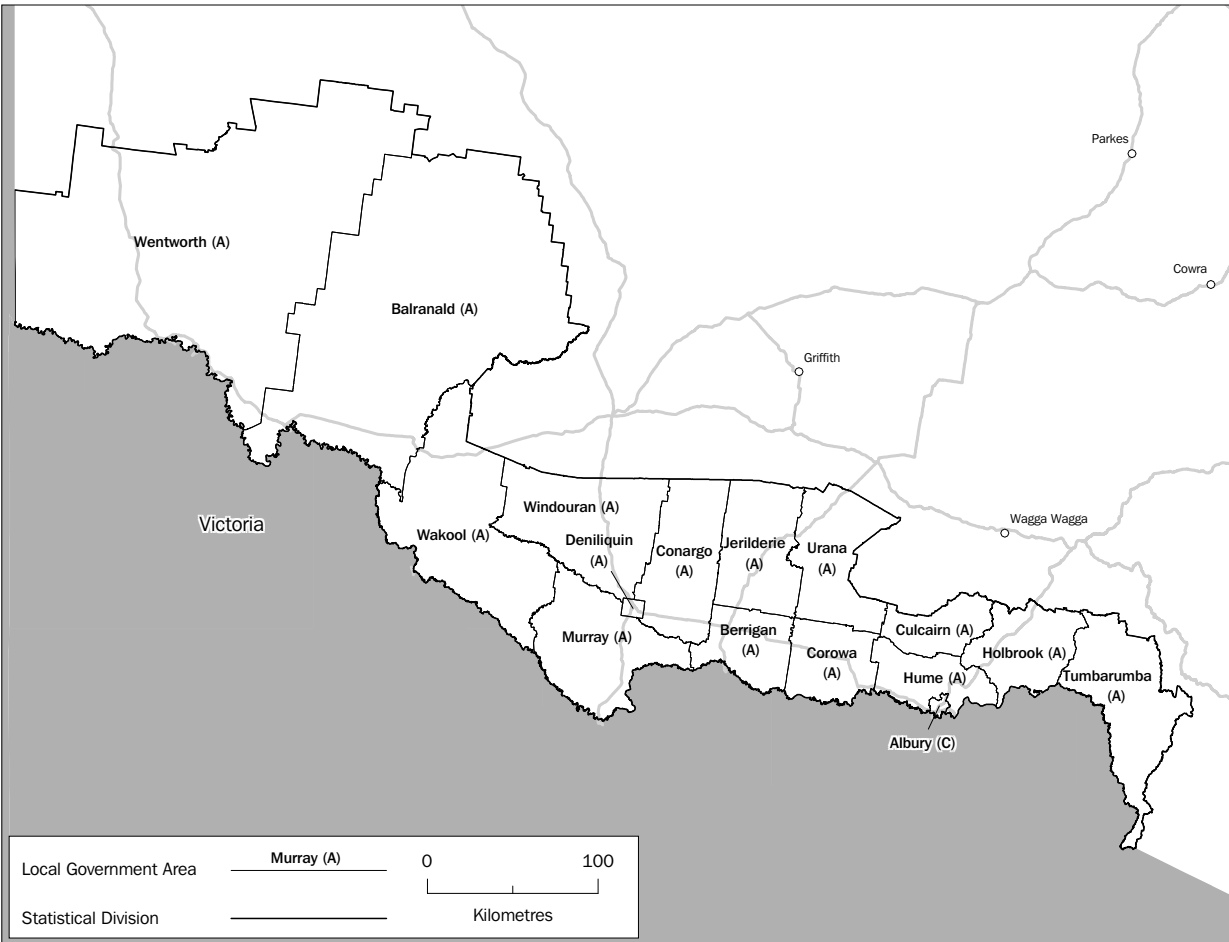 Parkes
Cowra
Wentworth (A)
Balranald (A)
Griffith
Victoria
Wagga Wagga
Windouran (A)
Wakool (A)
Deniliquin
(A)
Conargo
(A)
Jerilderie
(A)
Urana
(A)
Murray (A)
Berrigan
(A)
Corowa
(A)
Culcairn (A)
Holbrook (A)
Hume (A)
Tumbarumba
(A)
Albury (C)
Local Government Area
Murray (A)
0 100
Kilometres
Statistical Division